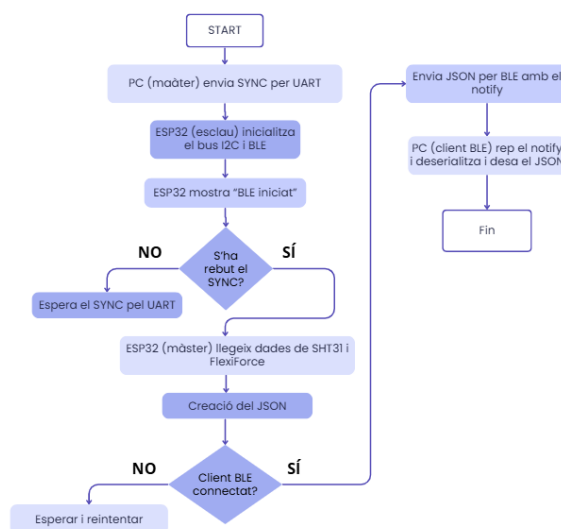 START
PC (maàter) envia SYNC per UART
ESP32 (esclau) inicialitza
el bus I2C i BLE
ESP32 mostra “BLE iniciat”
NO
S’ha
rebut el
SYNC?
SÍ
Espera el SYNC pel UART
ESP32 (màster) llegeix dades de SHT31 i
FlexiForce
Creació del JSON
NO
Client BLE
connectat?
SÍ
Esperar i reintentar
Envia JSON per BLE amb el
notify
PC (client BLE) rep el notify
i deserialitza i desa el JSON
Fin